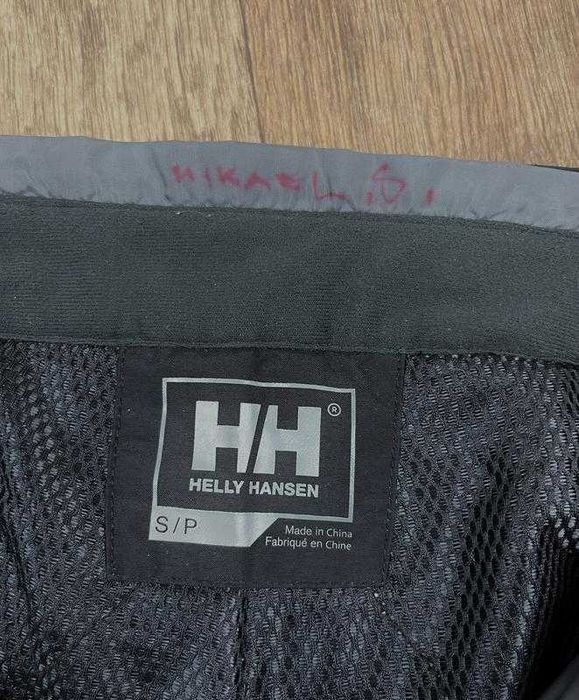 MIKAEL.S.
HH®
HELLY HANSEN
S/P
Made in China
Fabriqué en Chine